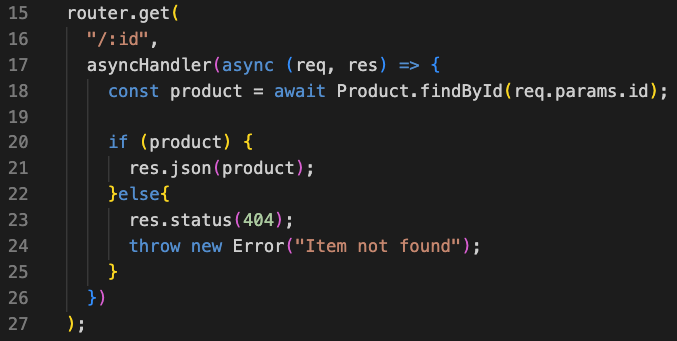 15 router.get(
16 "/:id",
17 asyncHandler(async (req, res) => {
18 const product = await Product.findById(req.params.id);
19
20 if (product) {
21 res.json(product);
22 }else{
23 res.status(404);
24 throw new Error("Item not found");
25 }
26 })
27 );